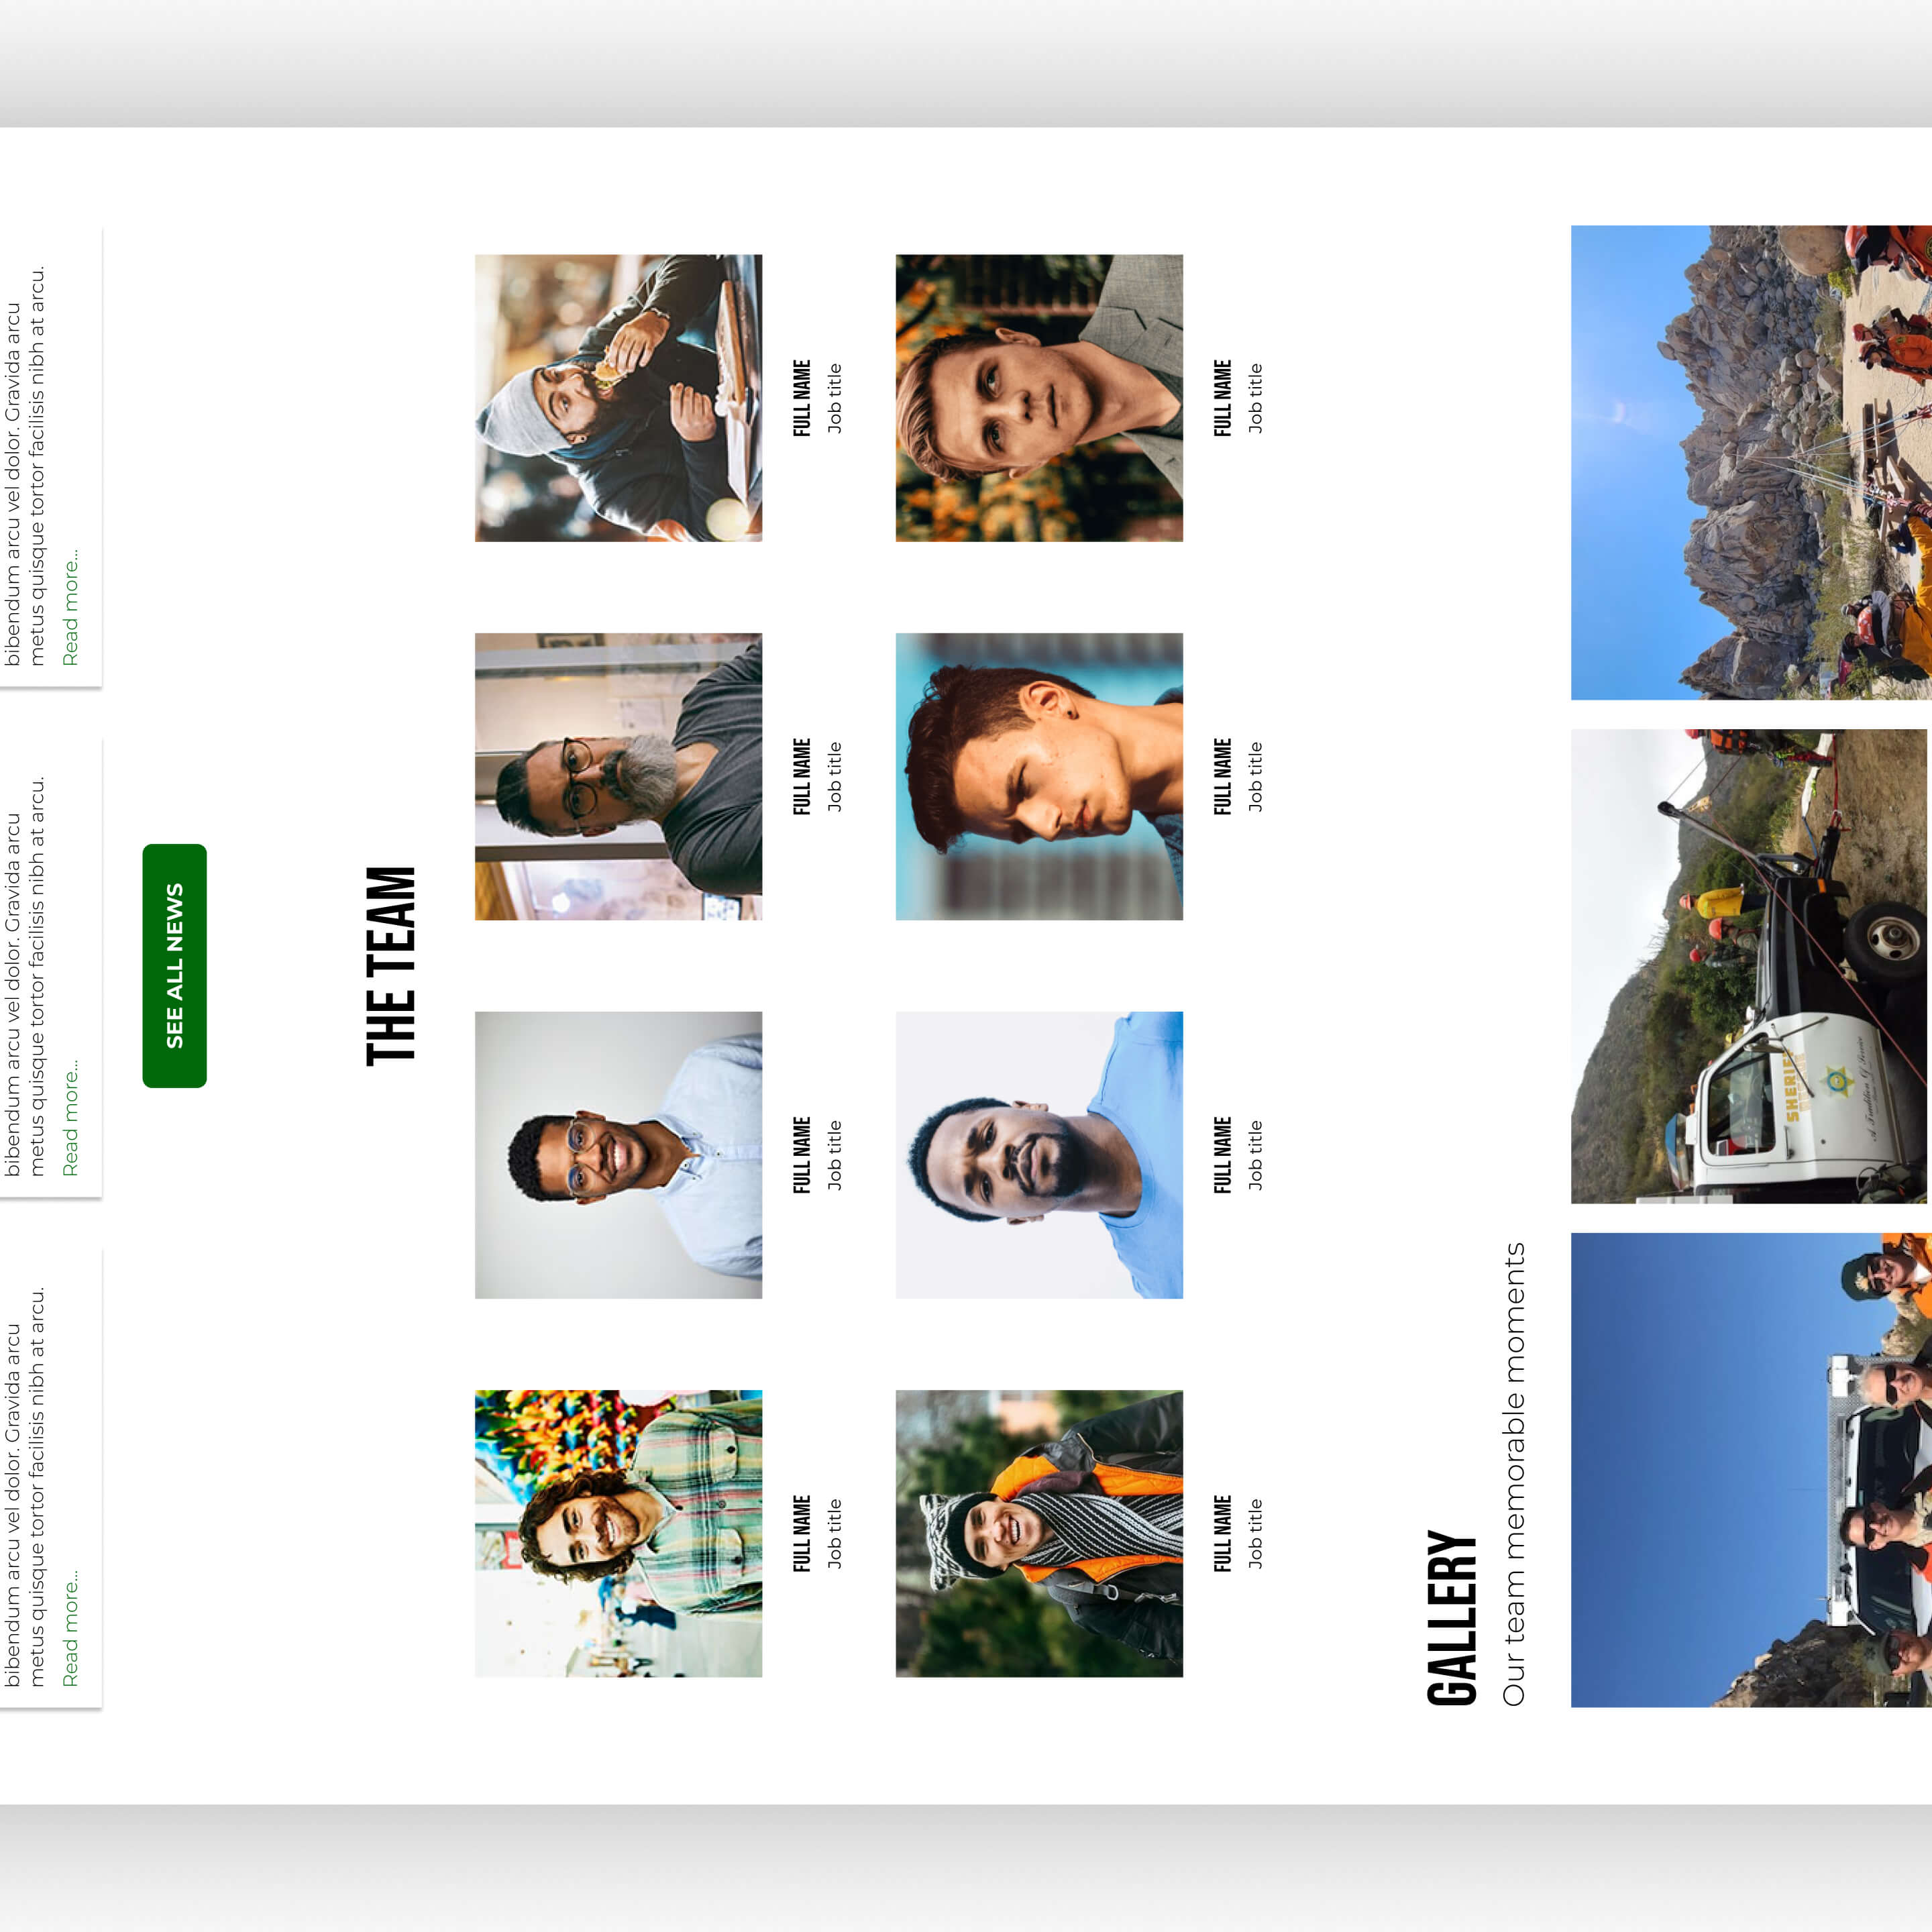 bibendum arcu vel dolor. Gravida arcu
metus quisque tortor facilisis nibh at arcu.
Read more...
bibendum arcu vel dolor. Gravida arcu
metus quisque tortor facilisis nibh at arcu.
Read more...
bibendum arcu vel dolor. Gravida arcu
metus quisque tortor facilisis nibh at arcu.
Read more...
SEE ALL NEWS
THE TEAM
FULL NAME
Job title
FULL NAME
Job title
FULL NAME
Job title
FULL NAME
Job title
FULL NAME
Job title
FULL NAME
Job title
FULL NAME
Job title
FULL NAME
Job title
GALLERY
Our team memorable moments
SHERIFF
A Tradition of Service